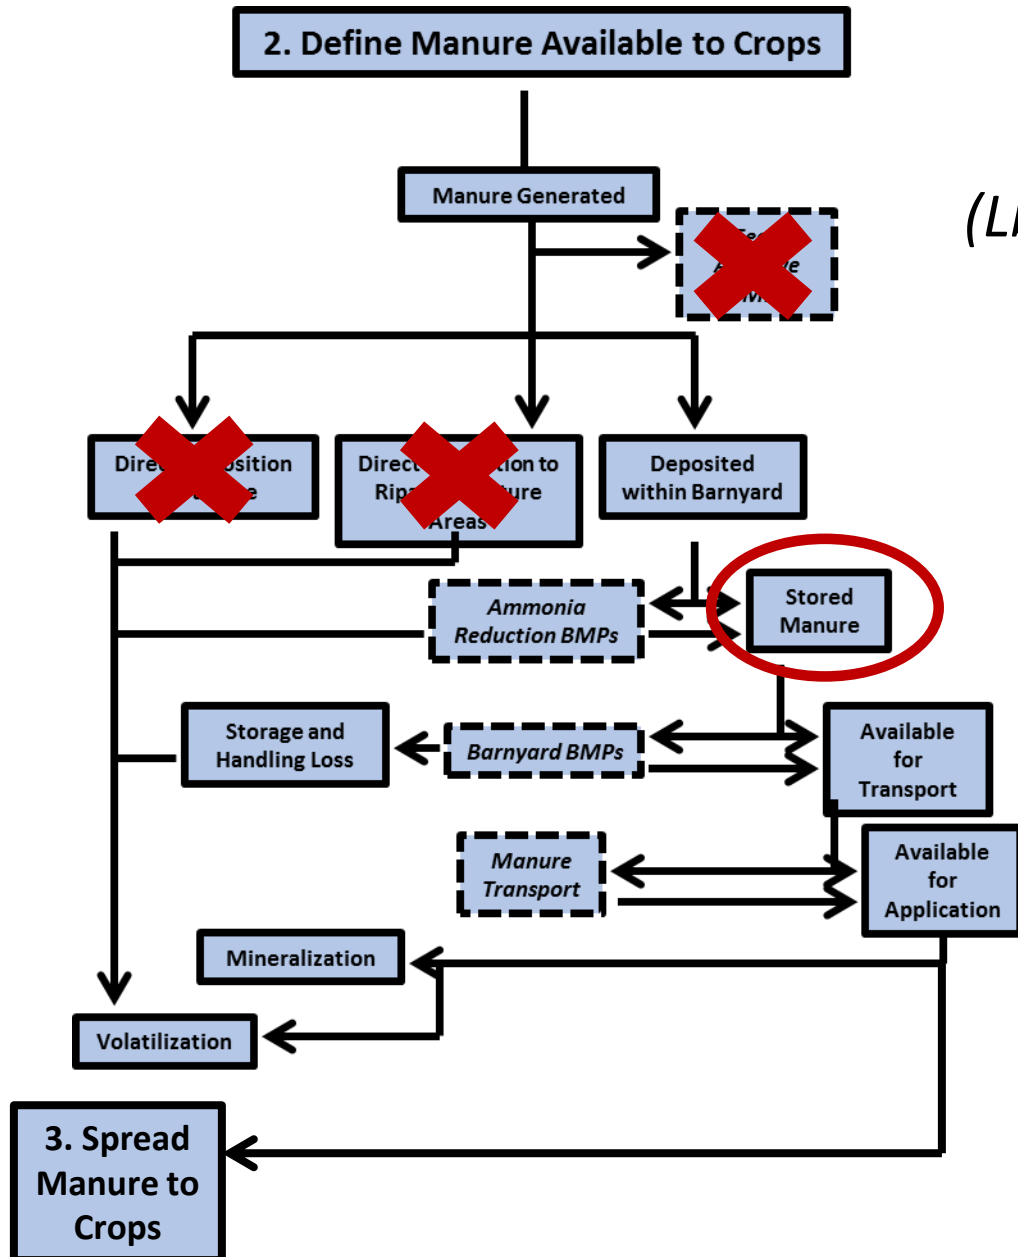 2. Define Manure Available to Crops
Manure Generated
Deposited
within Barnyard
Areas
Ammonia
Reduction BMPs
Stored
Manure
Storage and
Handling Loss
Barnyard BMPs
Available
for
Transport
Manure
Transport
Available
for
Application
Mineralization
Volatilization
3. Spread
Manure to
Crops